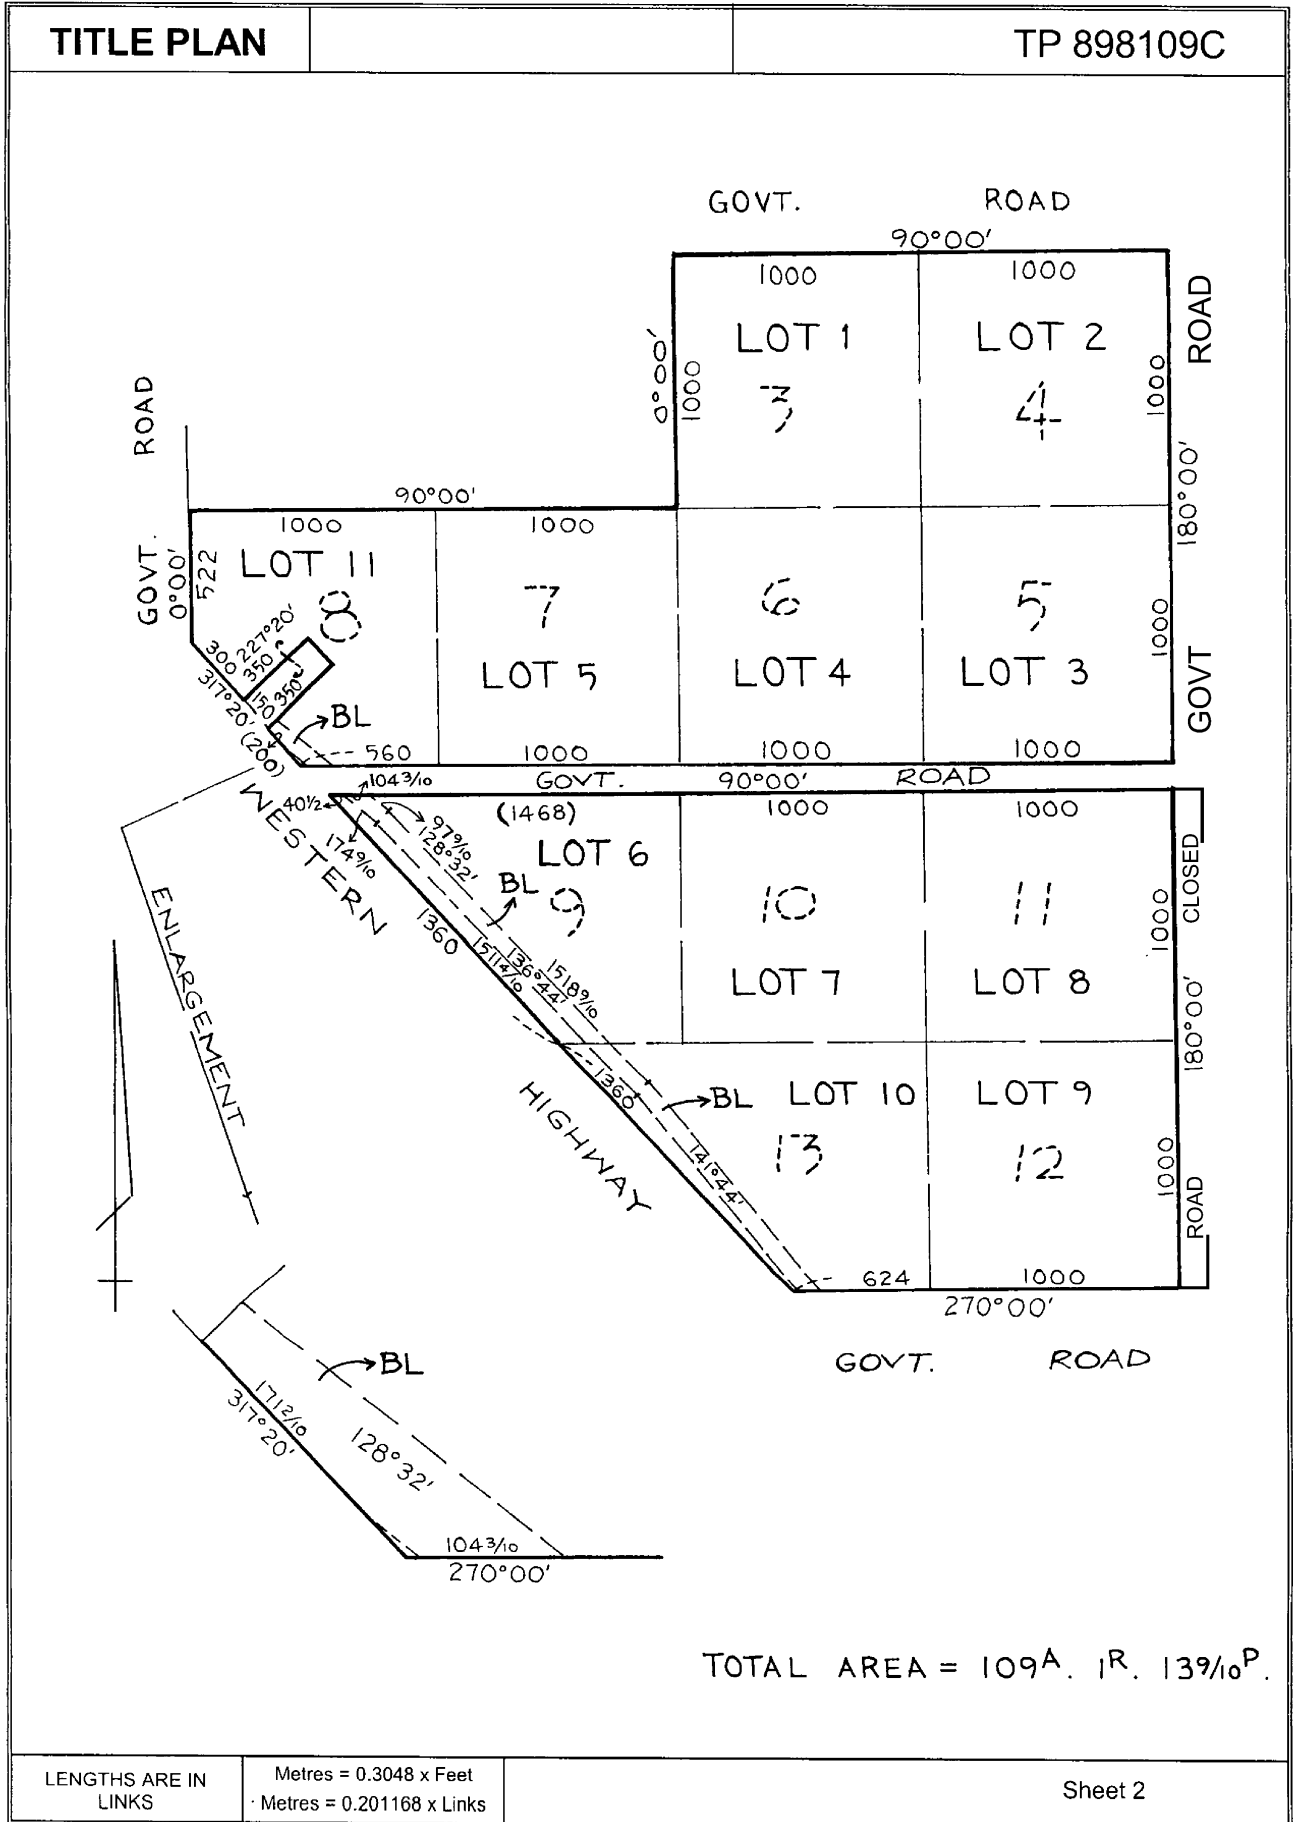 TITLE PLAN
TP 898109C
GOVT. ROAD
90°00'
1000
1000
LOT 1
LOT 2
3
4
0°00'
1000
1000
ROAD
180°00'
ROAD
90°00'
1000
1000
LOT 11
8
GOVT.
0°00'
522
7
6
5
1000
LOT 5
LOT 4
LOT 3
GOVT
300
227°20'
350
350
150
317°20'
(200)
BL
560
1000
1000
1000
GOVT. 90°00' ROAD
104 3/10
40½
(1468)
1000
1000
97 9/10
128°32'
174 9/10
LOT 6
9
BL
10
11
1000
CLOSED
WESTERN
1360
1511 4/10
136°44'
1518 9/10
LOT 7
LOT 8
180°00'
ENLARGEMENT
1360
HIGHWAY
BL
LOT 10
LOT 9
13
12
141°44'
1000
ROAD
624
1000
270°00'
GOVT. ROAD
BL
171 2/10
317°20'
128°32'
104 3/10
270°00'
TOTAL AREA = 109A. 1R. 13 9/10P.
LENGTHS ARE IN
LINKS
Metres = 0.3048 x Feet
Metres = 0.201168 x Links
Sheet 2